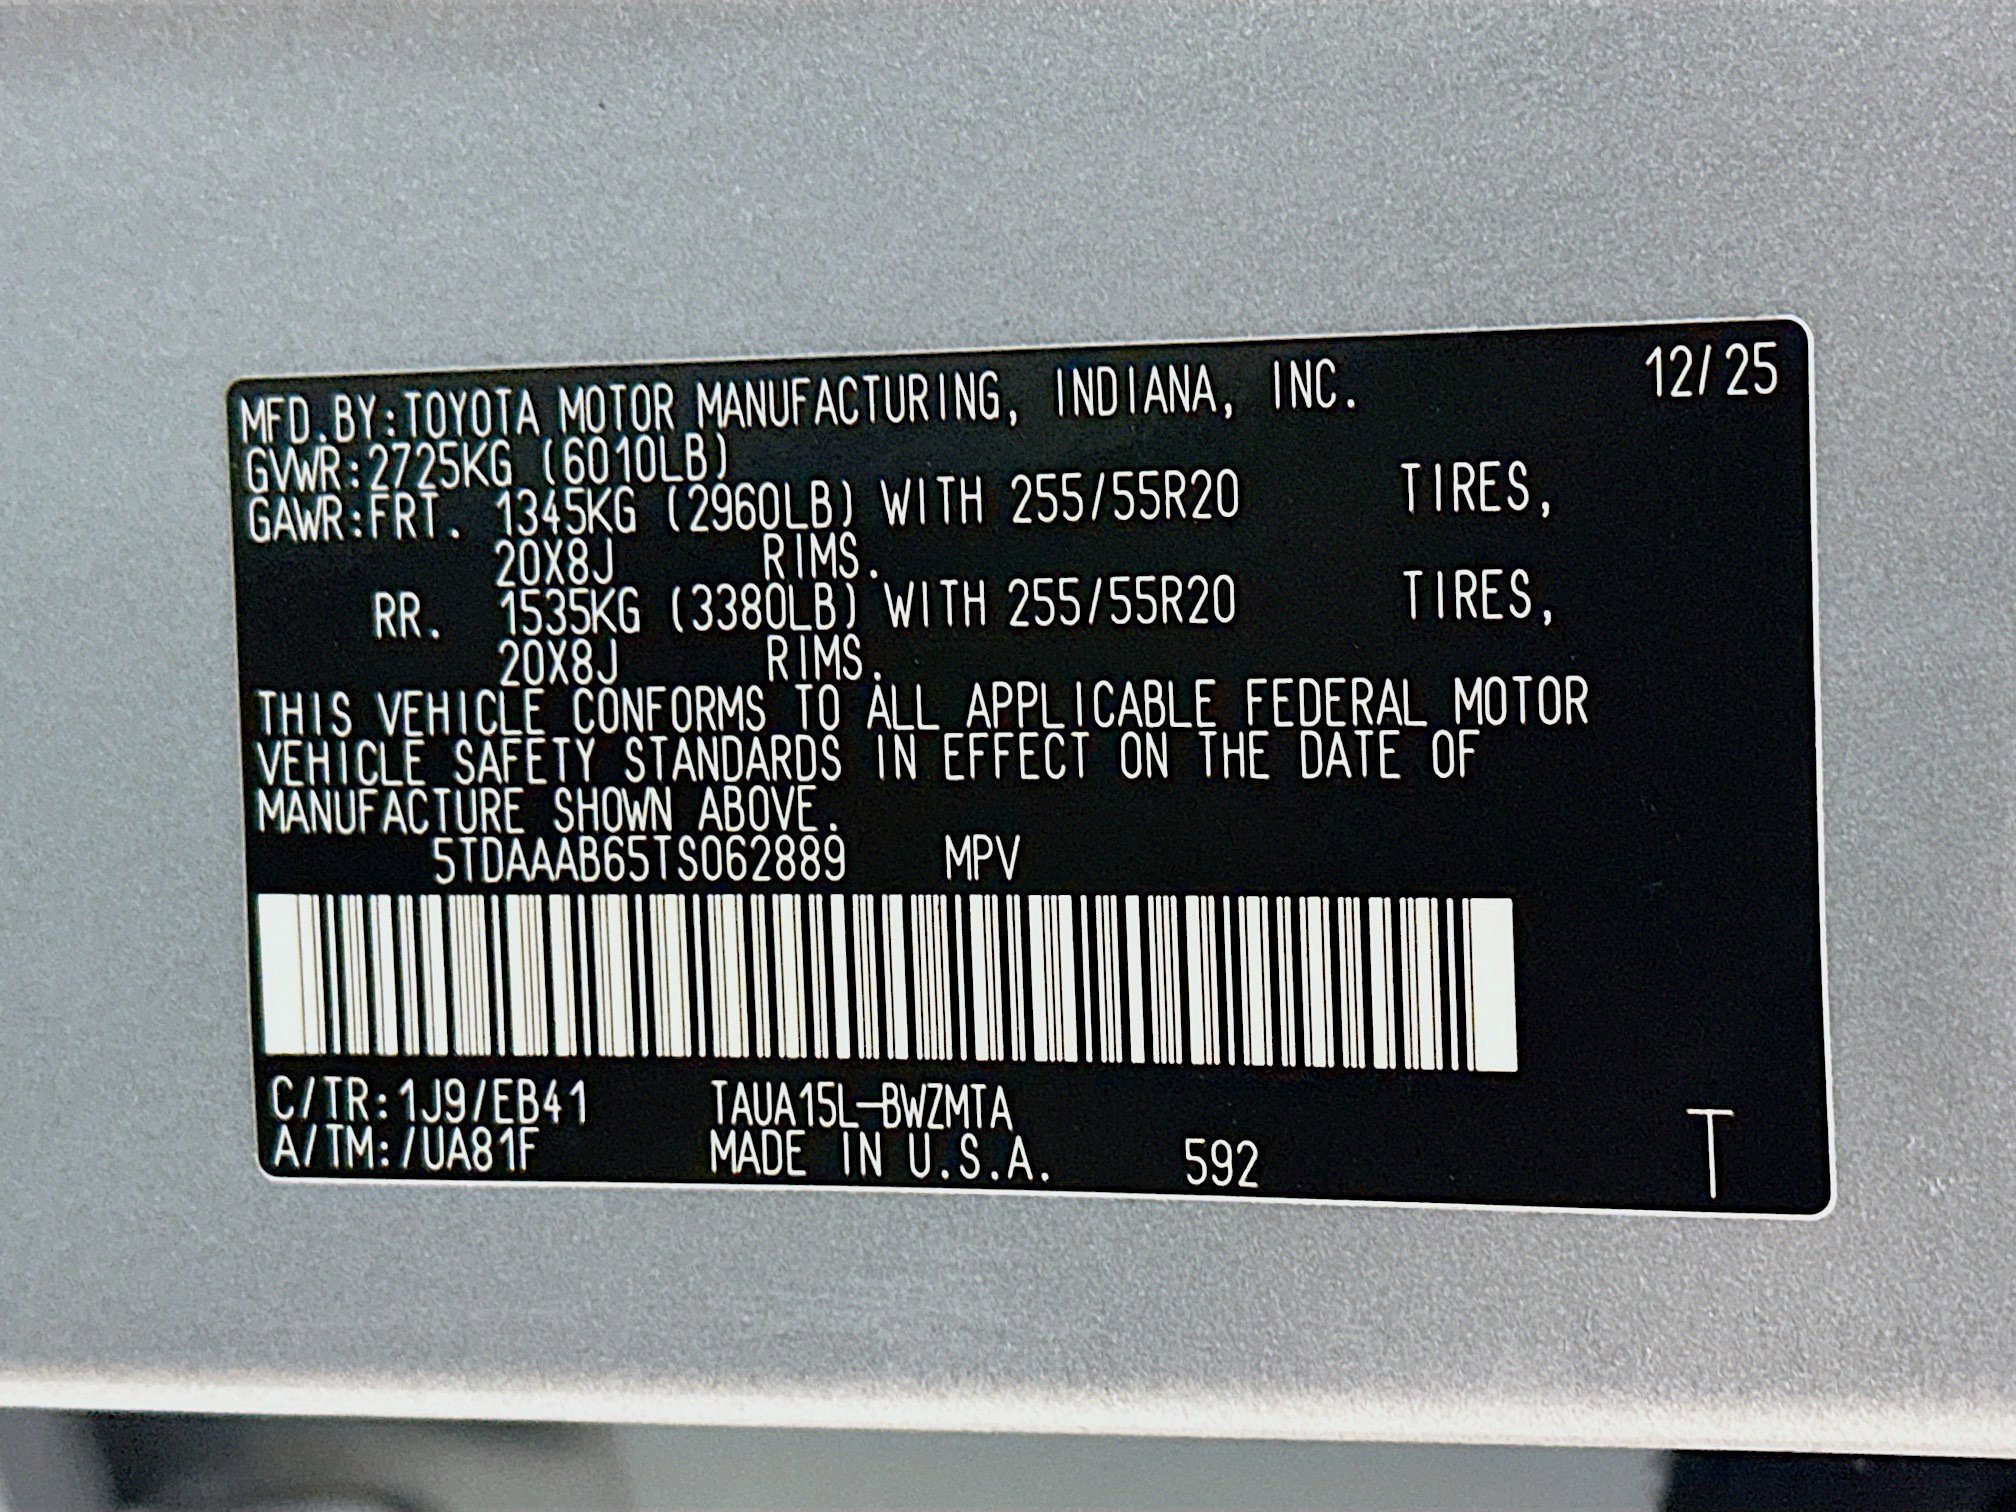 MFD.BY:TOYOTA MOTOR MANUFACTURING, INDIANA, INC. 12/25
GVWR:2725KG (6010LB)
GAWR:FRT. 1345KG (2960LB) WITH 255/55R20 TIRES,
20X8J RIMS.
RR. 1535KG (3380LB) WITH 255/55R20 TIRES,
20X8J RIMS.
THIS VEHICLE CONFORMS TO ALL APPLICABLE FEDERAL MOTOR
VEHICLE SAFETY STANDARDS IN EFFECT ON THE DATE OF
MANUFACTURE SHOWN ABOVE.
5TDAAAB65TS062889 MPV
C/TR:1J9/EB41 TAUA15L-BWZMTA
A/TM:/UA81F MADE IN U.S.A. 592 T